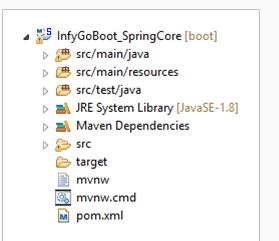 InfyGoBoot_SpringCore [boot]
src/main/java
src/main/resources
src/test/java
JRE System Library [JavaSE-1.8]
Maven Dependencies
src
target
mvnw
mvnw.cmd
pom.xml